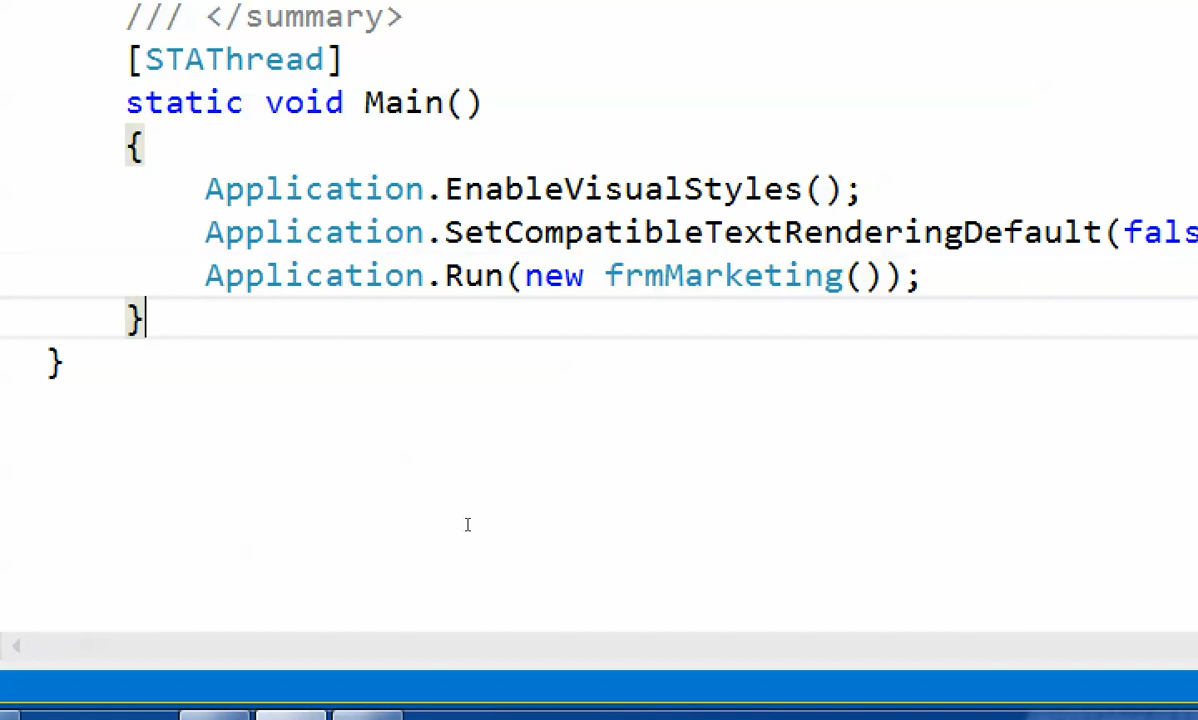 /// </summary>
[STAThread]
static void Main()
{
Application.EnableVisualStyles();
Application.SetCompatibleTextRenderingDefault(fals
Application.Run(new frmMarketing());
}
}